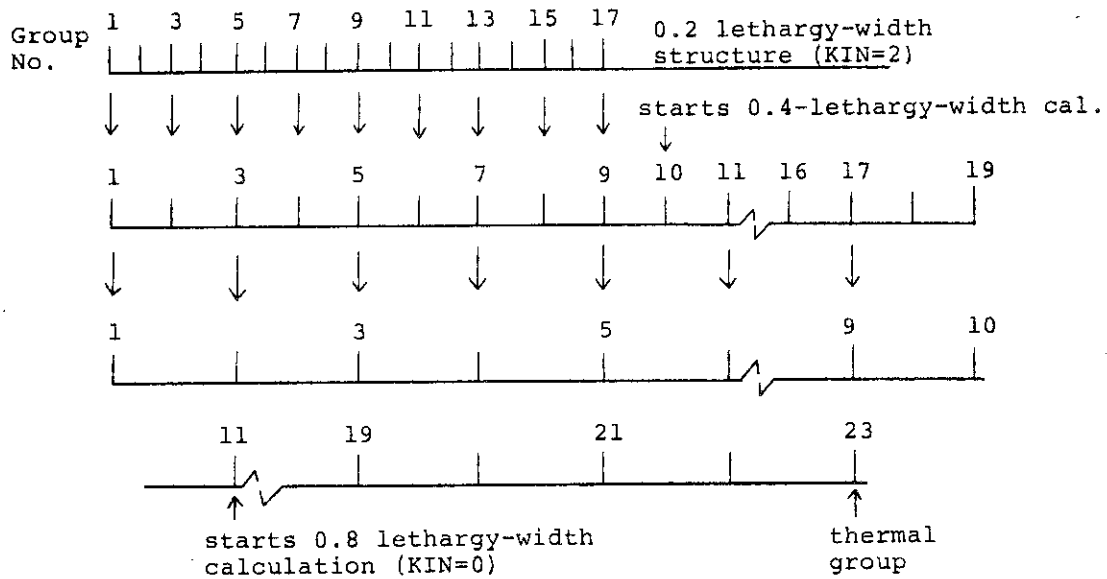 1 3 5 7 9 11 13 15 17
Group
No.
0.2 lethargy-width
structure (KIN=2)
starts 0.4-lethargy-width cal.
1 3 5 7 9 10 11 16 17 19
1 3 5 9 10
11 19 21 23
starts 0.8 lethargy-width
calculation (KIN=0)
thermal
group